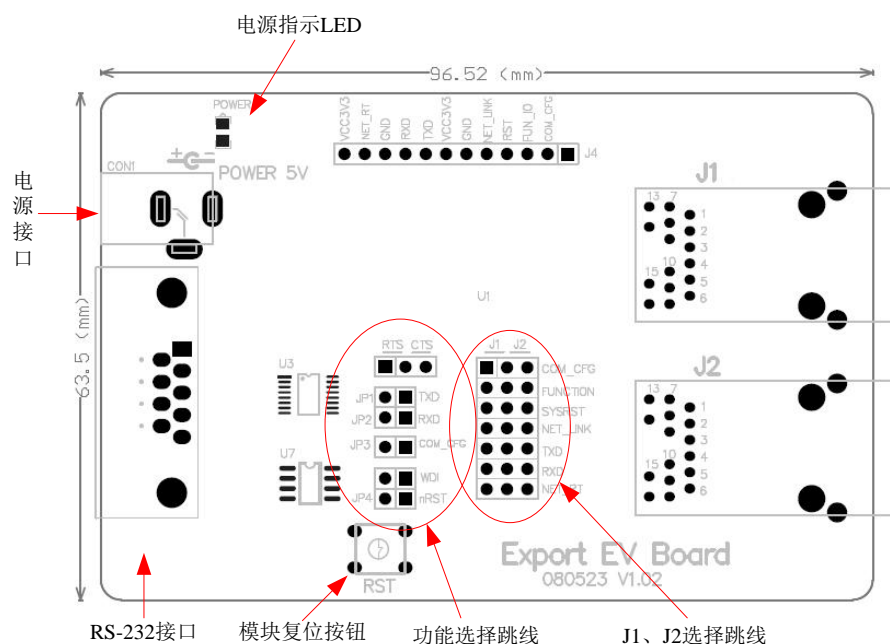 电源指示LED
96.52 (mm)
63.5 (mm)
POWER
+ -
POWER 5V
CON1
电源接口
VCC3V3
NET_RT
GND
RXD
TXD
VCC3V3
GND
NET_LINK
RST
FUN_IO
COM_CFG
J4
J1
13 7
1
2
3
10 4
15 5
6
U1
J2
13 7
1
2
3
10 4
15 5
6
RTS CTS
J1 J2
COM_CFG
FUNCTION
SYSRST
NET_LINK
TXD
RXD
NET_RT
U3
JP1 TXD
JP2 RXD
JP3 COM_CFG
U7
WDI
JP4 nRST
RST
Export EV Board
080523 V1.02
RS-232接口
模块复位按钮
功能选择跳线
J1、J2选择跳线